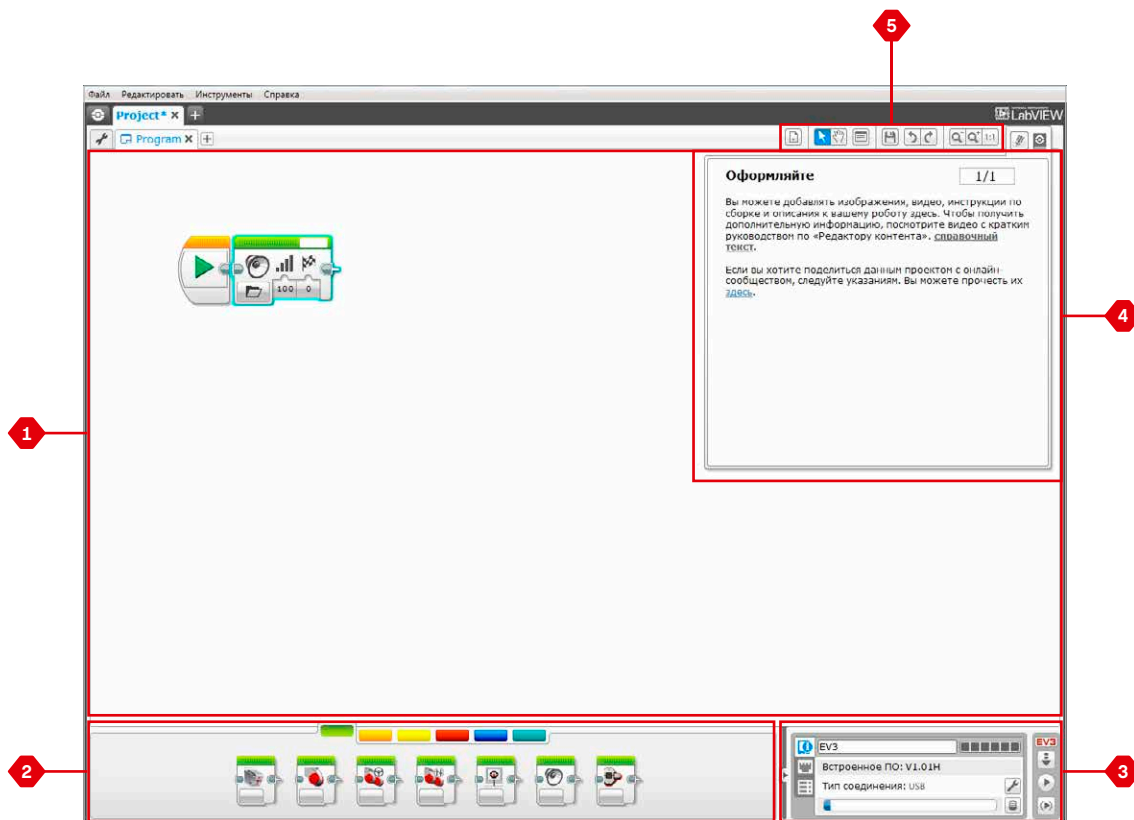 5
Файл Редактировать Инструменты Справка
Project* x +
LabVIEW
Program x +
1:1
Оформляйте 1/1
Вы можете добавлять изображения, видео, инструкции по
сборке и описания к вашему роботу здесь. Чтобы получить
дополнительную информацию, посмотрите видео с кратким
руководством по «Редактору контента». справочный
текст.
Если вы хотите поделиться данным проектом с онлайн-
сообществом, следуйте указаниям. Вы можете прочесть их
здесь.
100 0
4
1
2
EV3
EV3
Встроенное ПО: V1.01H
Тип соединения: USB
3